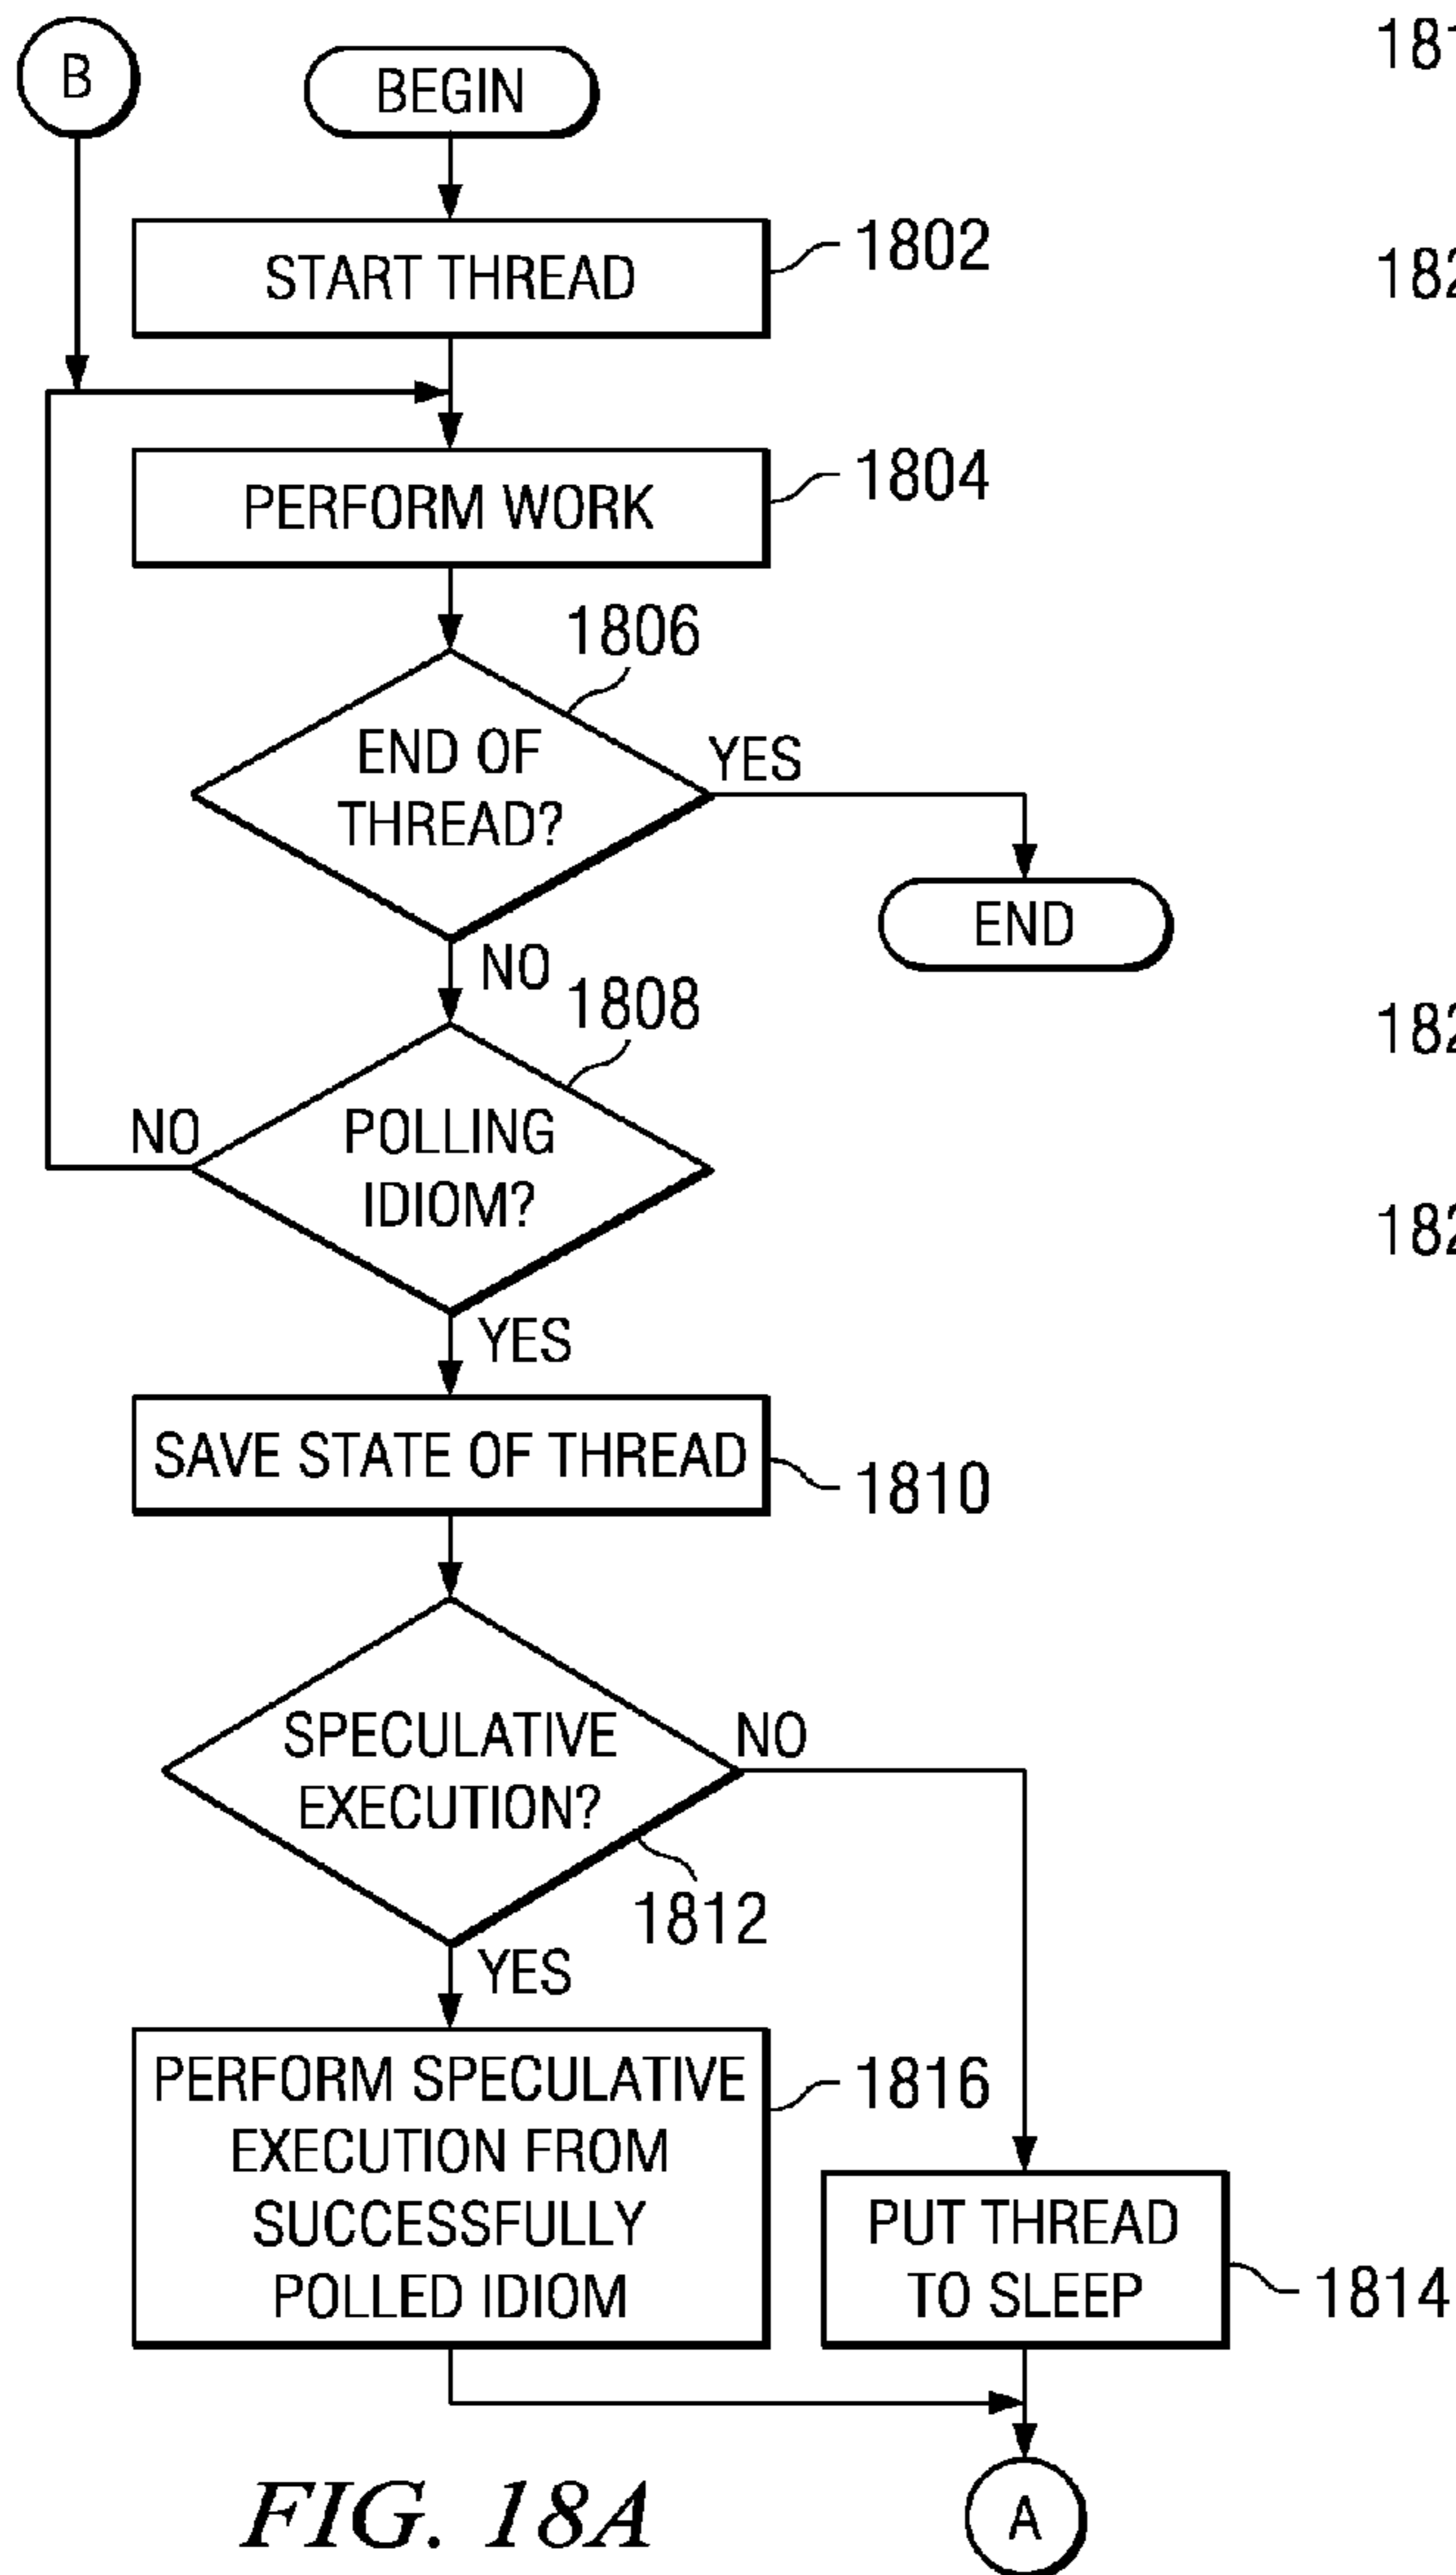 B
BEGIN
START THREAD
1802
PERFORM WORK
1804
1806
END OF
THREAD?
YES
END
NO
1808
POLLING
IDIOM?
NO
YES
SAVE STATE OF THREAD
1810
SPECULATIVE
EXECUTION?
NO
1812
YES
PERFORM SPECULATIVE
EXECUTION FROM
SUCCESSFULLY
POLLED IDIOM
1816
PUT THREAD
TO SLEEP
1814
A
FIG. 18A